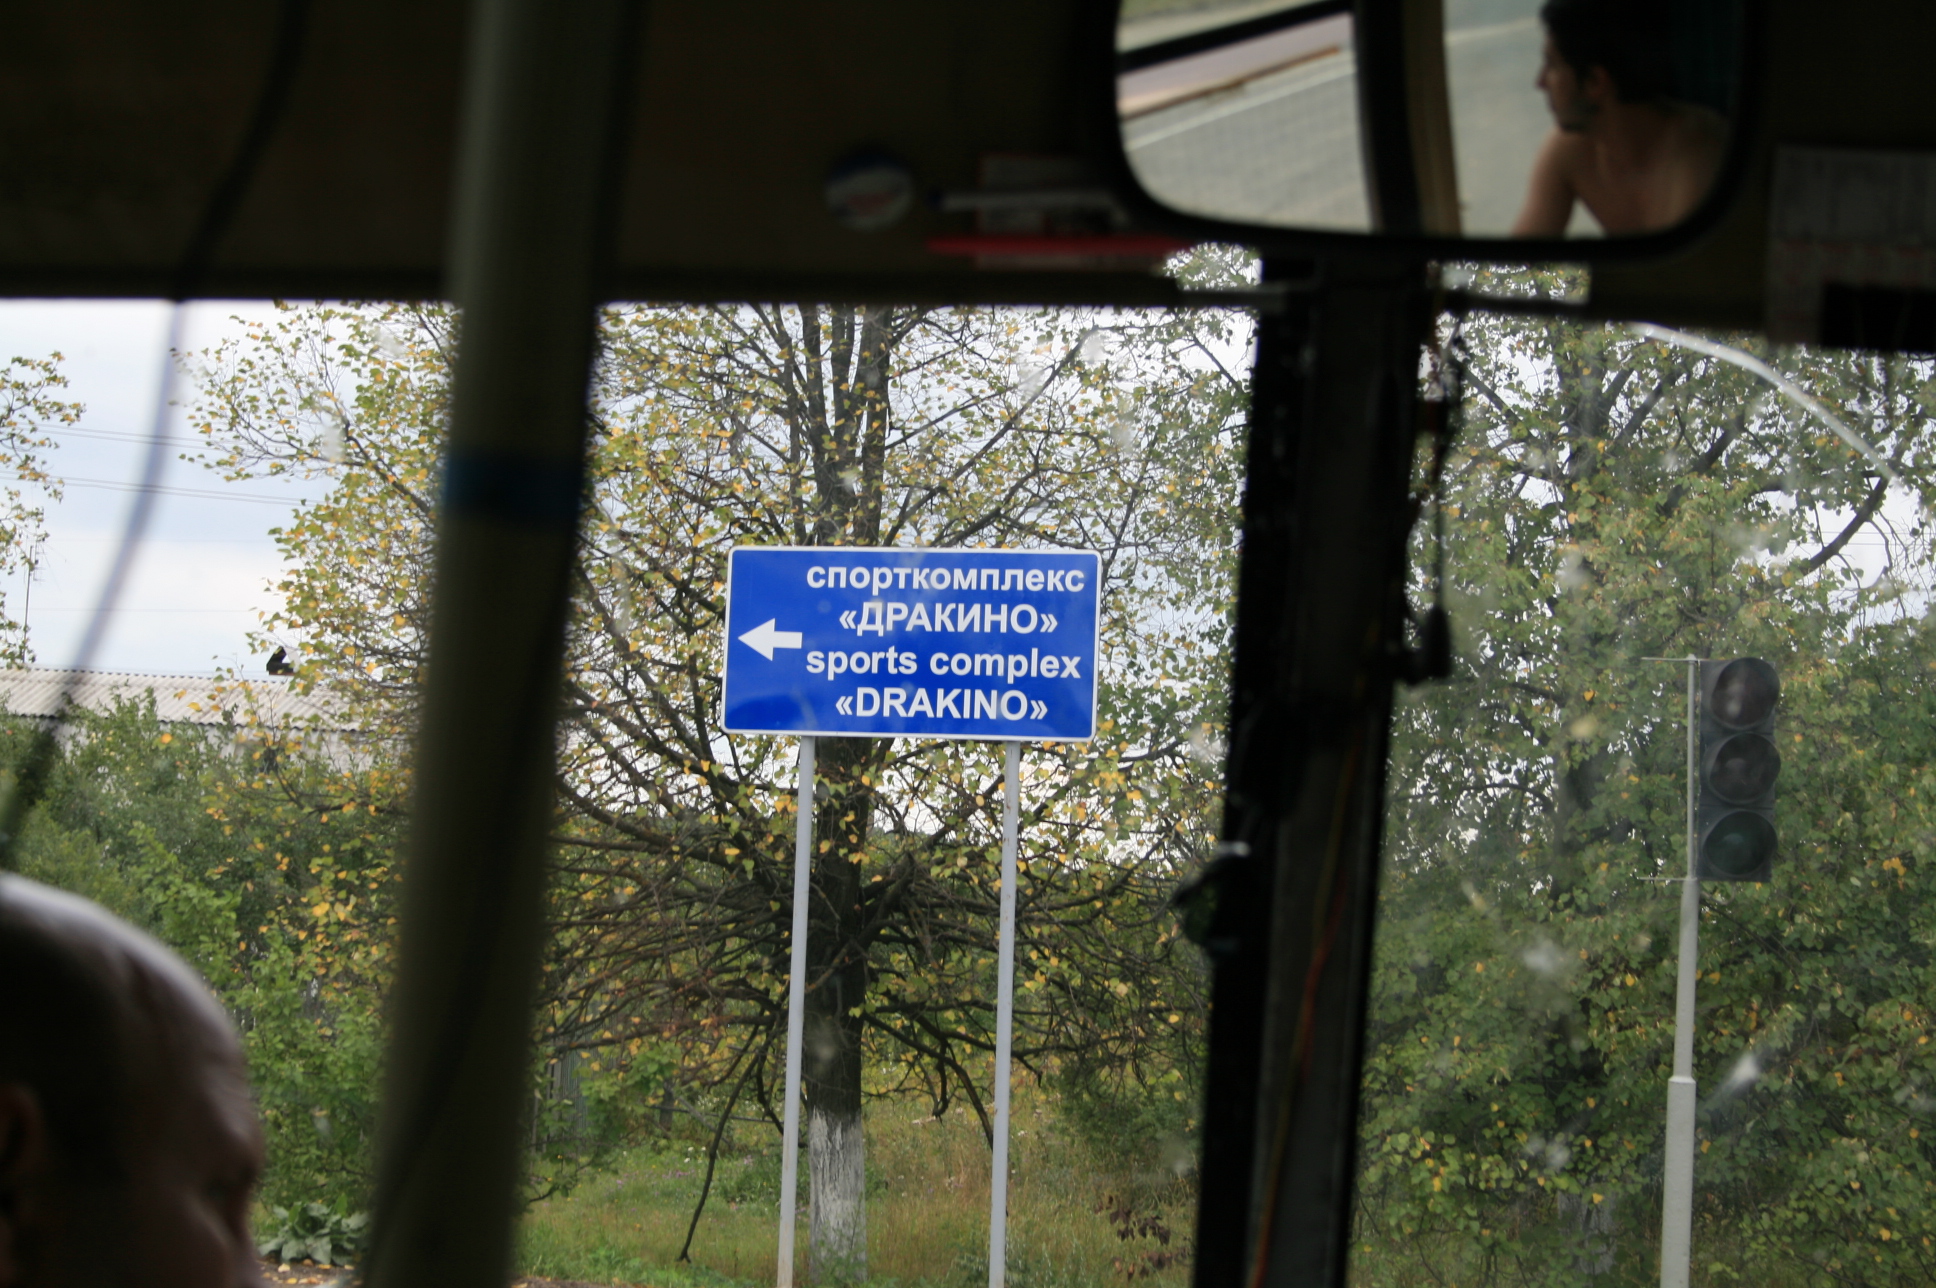 спорткомплекс
«ДРАКИНО»
sports complex
«DRAKINO»